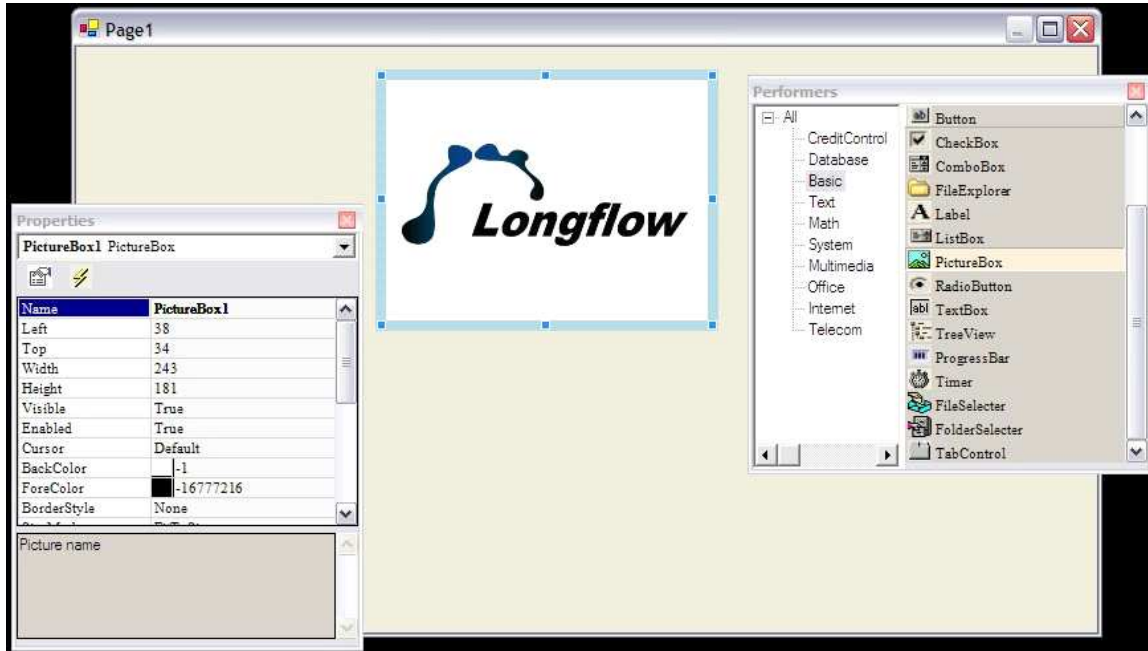 Page1
Longflow
Properties
PictureBox1 PictureBox
Name PictureBox1
Left 38
Top 34
Width 243
Height 181
Visible True
Enabled True
Cursor Default
BackColor -1
ForeColor -16777216
BorderStyle None
Picture name
Performers
All
CreditControl
Database
Basic
Text
Math
System
Multimedia
Office
Internet
Telecom
Button
CheckBox
ComboBox
FileExplorer
Label
ListBox
PictureBox
RadioButton
TextBox
TreeView
ProgressBar
Timer
FileSelecter
FolderSelecter
TabControl